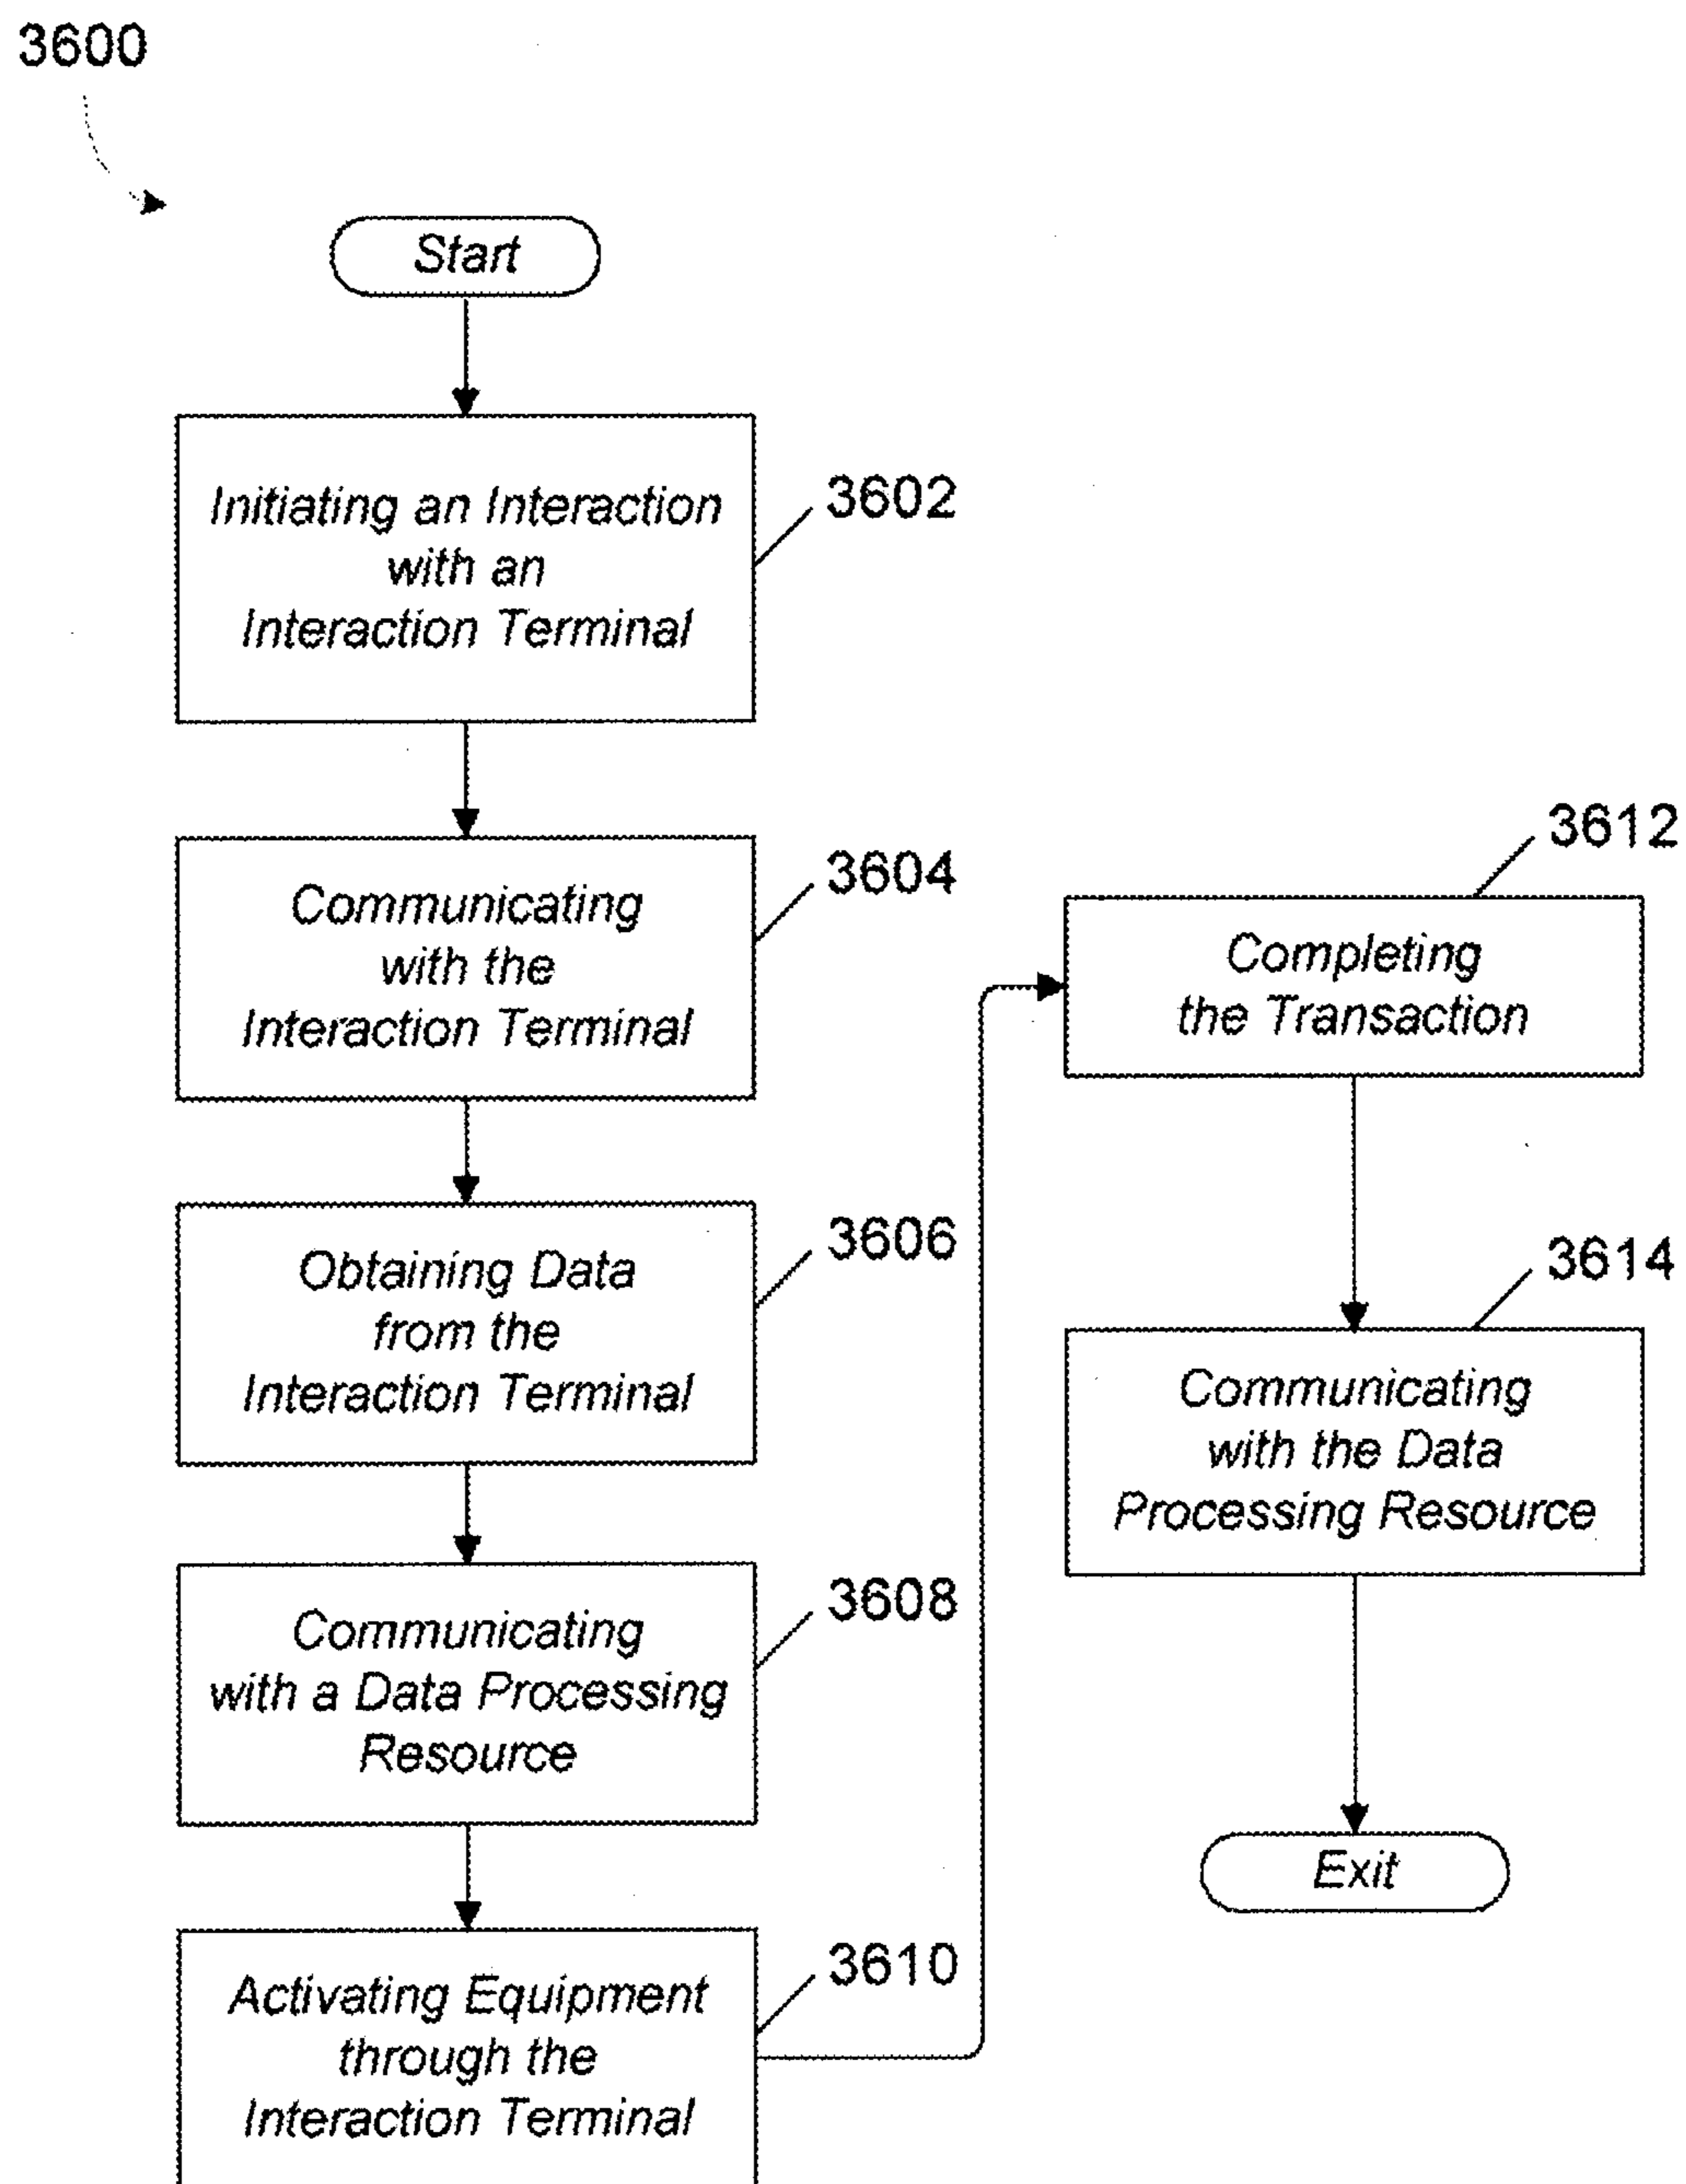 3600
Start
Initiating an Interaction
with an
Interaction Terminal
3602
Communicating
with the
Interaction Terminal
3604
Obtaining Data
from the
Interaction Terminal
3606
Communicating
with a Data Processing
Resource
3608
Activating Equipment
through the
Interaction Terminal
3610
Completing
the Transaction
3612
Communicating
with the Data
Processing Resource
3614
Exit